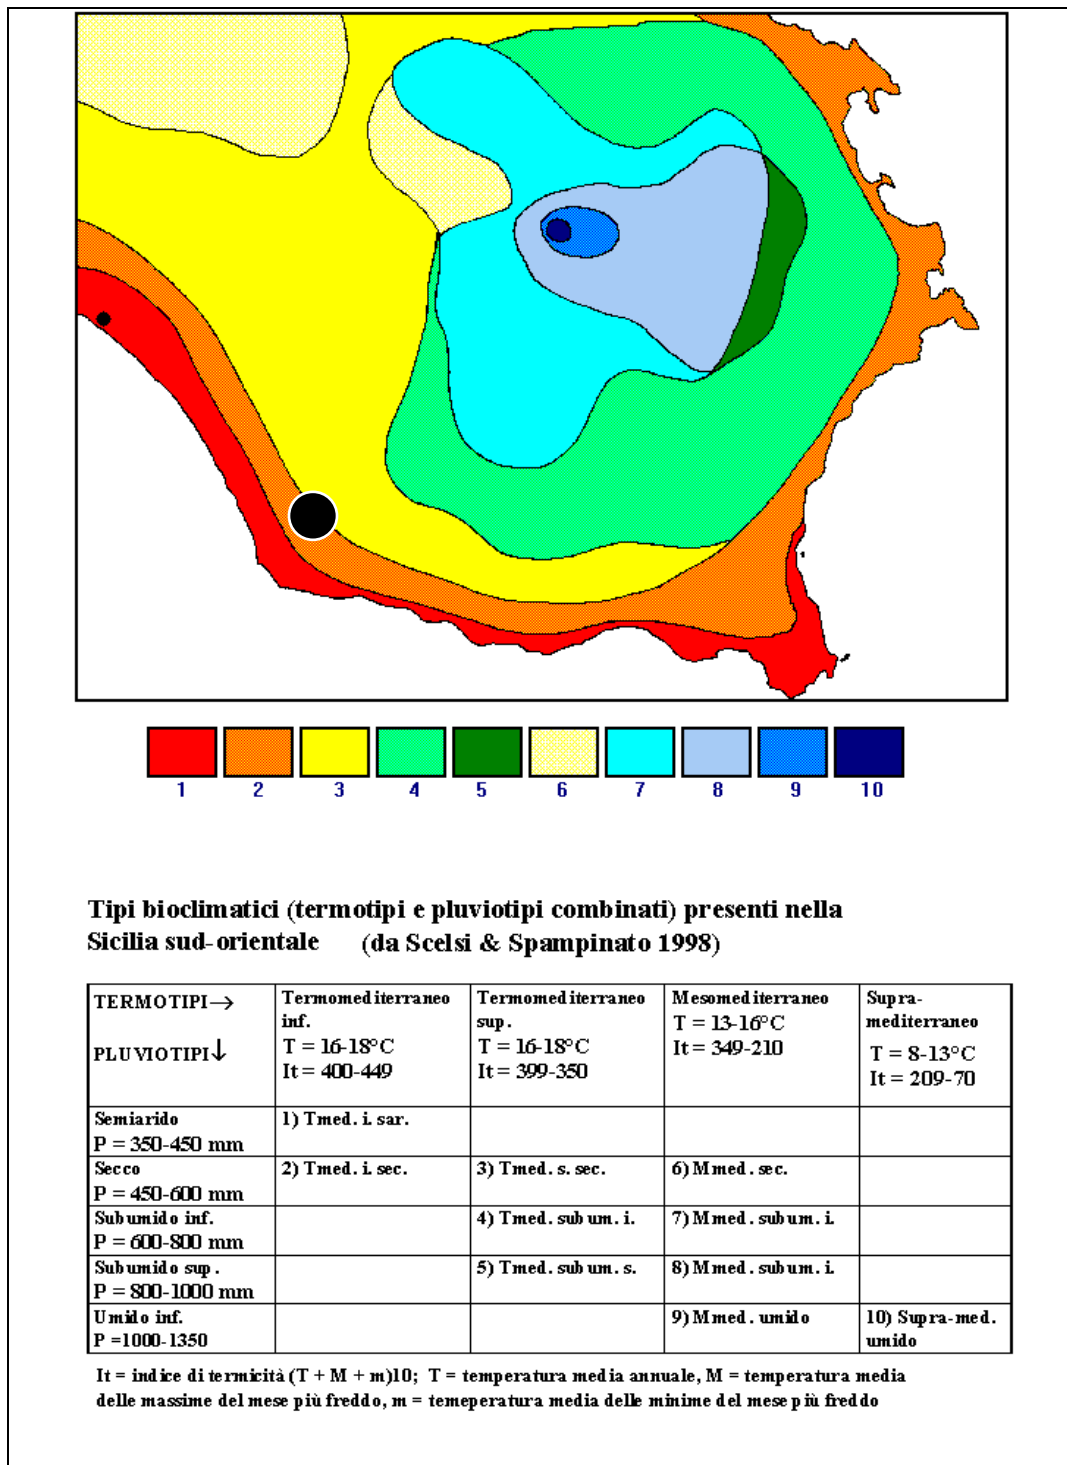 1 2 3 4 5 6 7 8 9 10
Tipi bioclimatici (termotipi e pluviotipi combinati) presenti nella
Sicilia sud-orientale (da Scelsi & Spampinato 1998)
TERMOTIPI→
PLUVIOTIPI↓
Termomediterraneo
inf.
T = 16-18°C
It = 400-449
Termomediterraneo
sup.
T = 16-18°C
It = 399-350
Mesomediterraneo
T = 13-16°C
It = 349-210
Supra-
mediterraneo
T = 8-13°C
It = 209-70
Semiarido
P = 350-450 mm
1) Tmed. i. sar.
Secco
P = 450-600 mm
2) Tmed. i. sec.
3) Tmed. s. sec.
6) Mmed. sec.
Subumido inf.
P = 600-800 mm
4) Tmed. subum. i.
7) Mmed. subum. i.
Subumido sup.
P = 800-1000 mm
5) Tmed. subum. s.
8) Mmed. subum. i.
Umido inf.
P =1000-1350
9) Mmed. umido
10) Supra-med.
umido
It = indice di termicità (T + M + m)10; T = temperatura media annuale, M = temperatura media
delle massime del mese più freddo, m = temeperatura media delle minime del mese più freddo